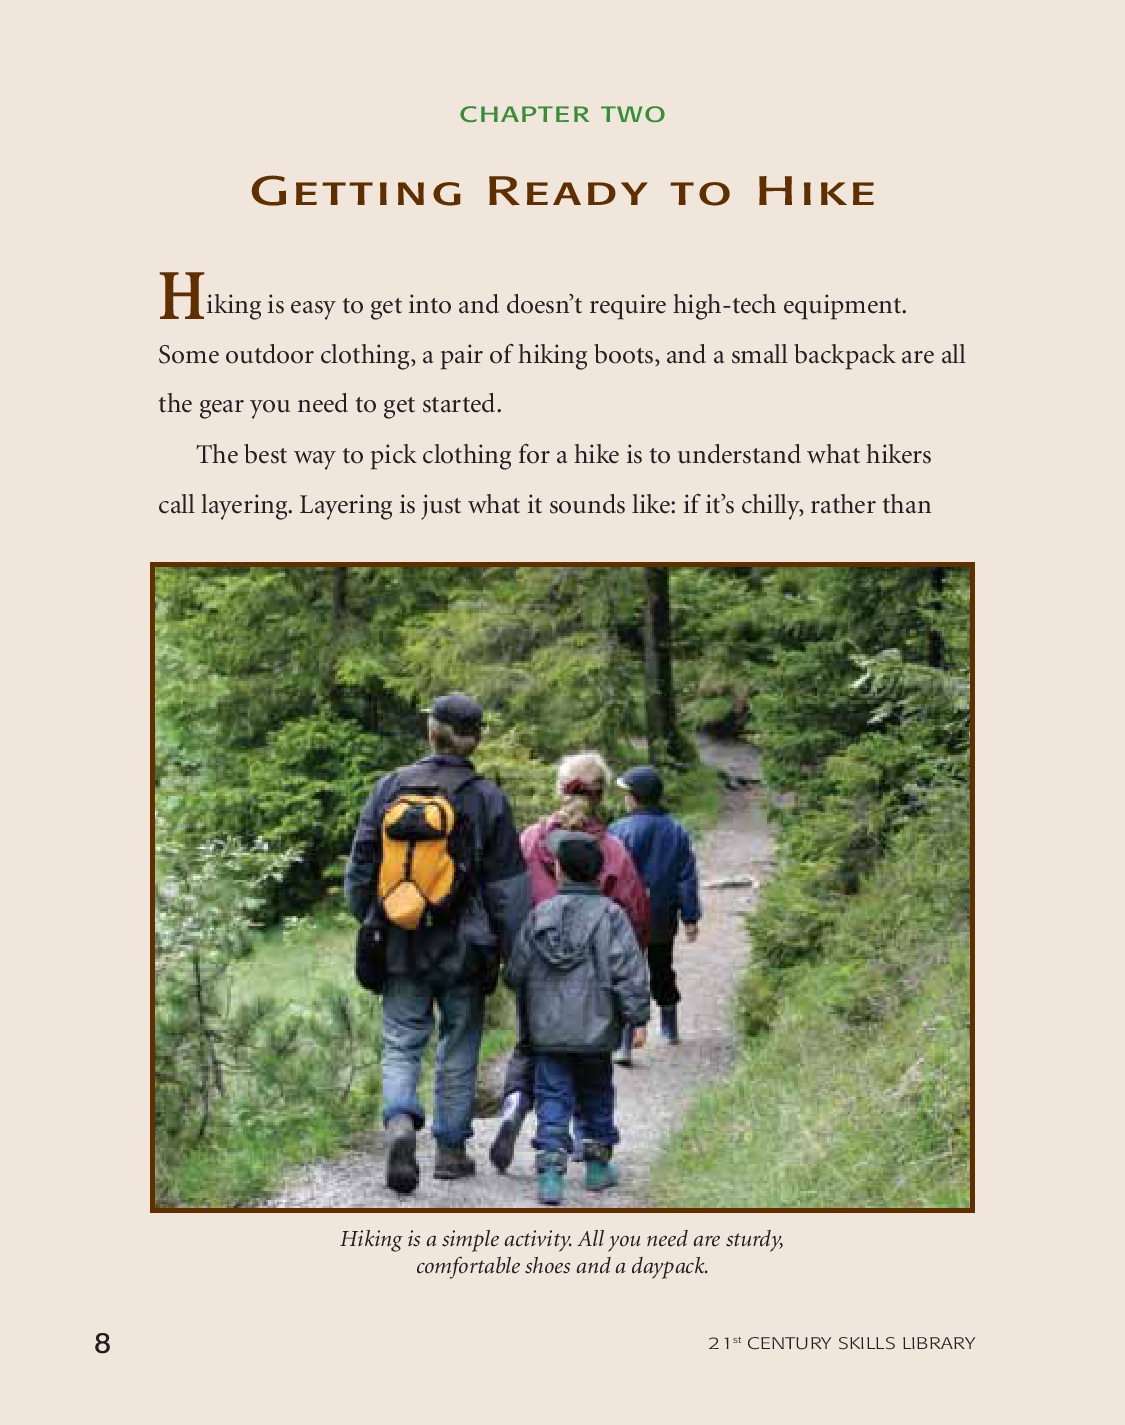 CHAPTER TWO
GETTING READY TO HIKE
Hiking is easy to get into and doesn’t require high-tech equipment.
Some outdoor clothing, a pair of hiking boots, and a small backpack are all
the gear you need to get started.
The best way to pick clothing for a hike is to understand what hikers
call layering. Layering is just what it sounds like: if it’s chilly, rather than
Hiking is a simple activity. All you need are sturdy,
comfortable shoes and a daypack.
8
21st CENTURY SKILLS LIBRARY